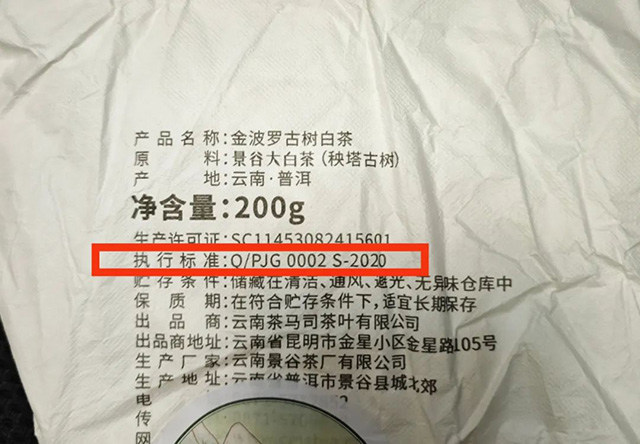 产品名称:金波罗古树白茶
原料:景谷大白茶(秧塔古树)
产地:云南·普洱
净含量:200g
生产许可证:SC11453082415601
执行标准:Q/PJG 0002 S-2020
贮存条件:储藏在清洁、通风、避光、无异味仓库中
保质期:在符合贮存条件下,适宜长期保存
出品商:云南茶马司茶叶有限公司
出品商地址:云南省昆明市金星小区金星路105号
生产厂家:云南景谷茶厂有限公司
地址:云南省普洱市景谷县城北郊
电
传
网